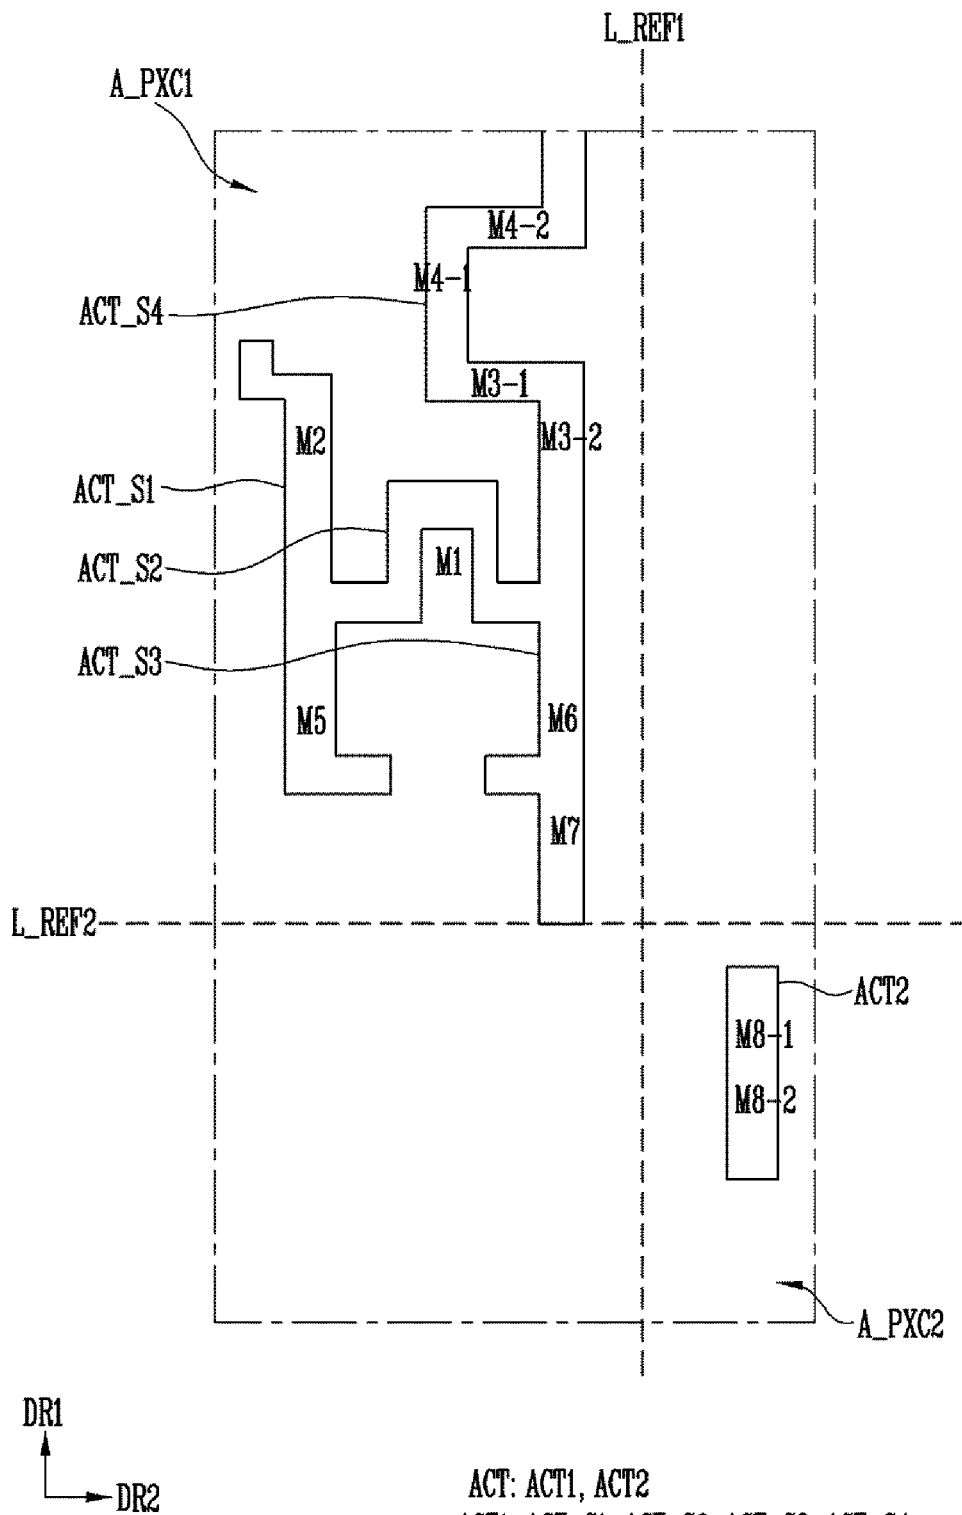 L_REF1
A_PXC1
M4-2
M4-1
ACT_S4
M3-1
M2
M3-2
ACT_S1
M1
ACT_S2
ACT_S3
M5
M6
M7
L_REF2
ACT2
M8-1
M8-2
A_PXC2
DR1
DR2
ACT: ACT1, ACT2